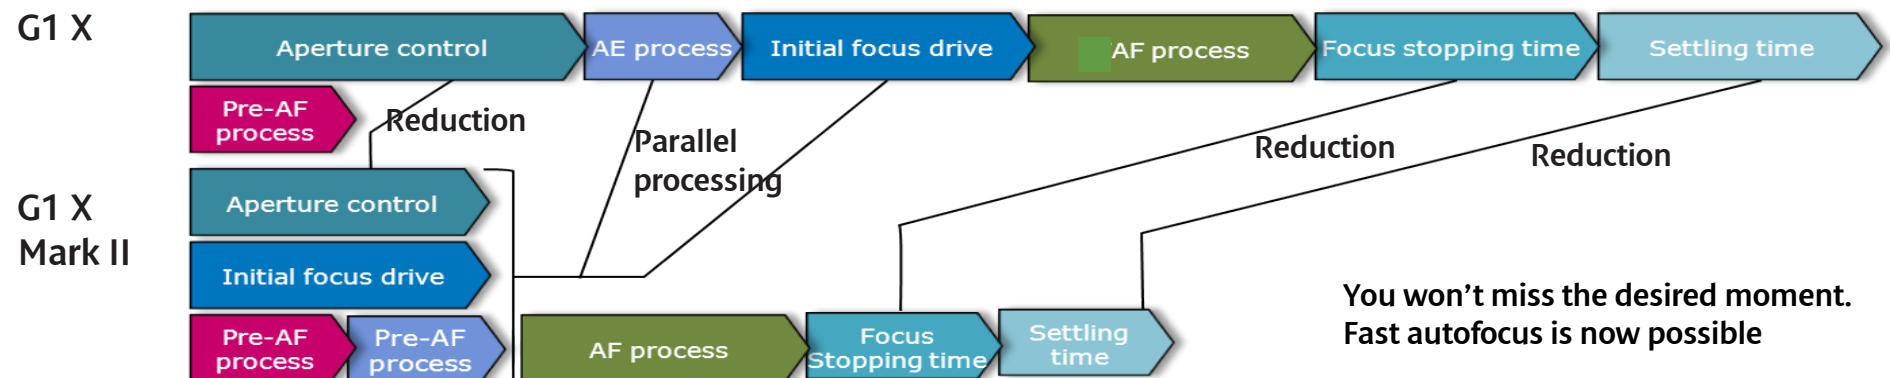 G1 X
Aperture control
AE process
Initial focus drive
AF process
Focus stopping time
Settling time
Pre-AF
process
Reduction
Parallel
processing
Reduction
Reduction
G1 X
Mark II
Aperture control
Initial focus drive
Pre-AF
process
Pre-AF
process
AF process
Focus
Stopping time
Settling
time
You won’t miss the desired moment.
Fast autofocus is now possible